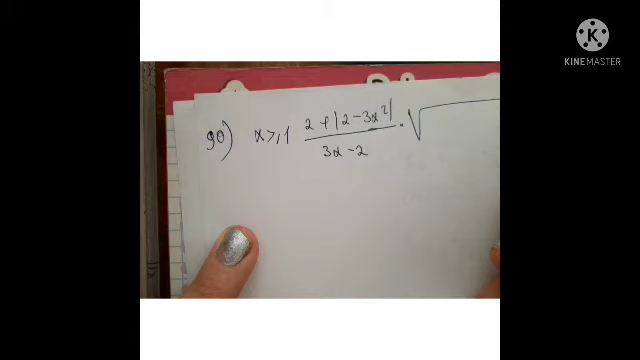 90) x ⩾ 1 (2 + |2 - 3x²|)/(3x - 2) · √
K
KINEMASTER